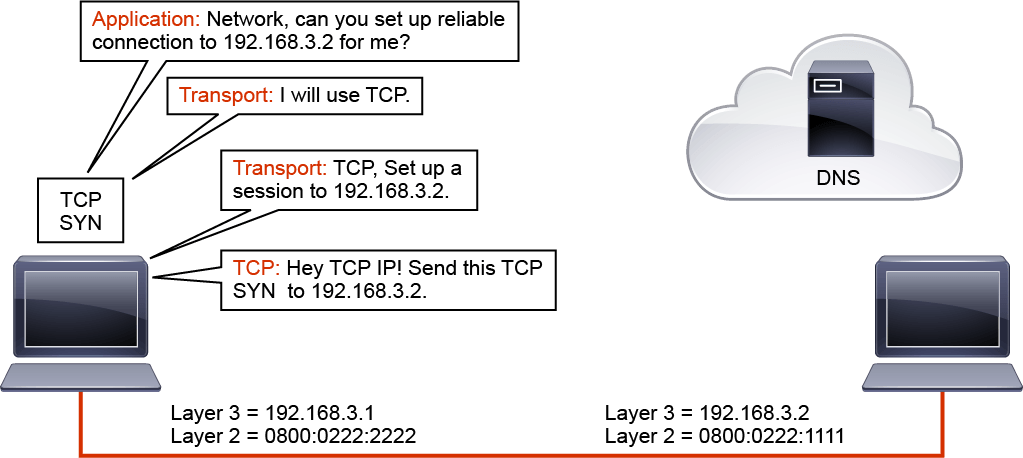 Application: Network, can you set up reliable
connection to 192.168.3.2 for me?
Transport: I will use TCP.
Transport: TCP, Set up a
session to 192.168.3.2.
TCP
SYN
TCP: Hey TCP IP! Send this TCP
SYN to 192.168.3.2.
DNS
Layer 3 = 192.168.3.1
Layer 2 = 0800:0222:2222
Layer 3 = 192.168.3.2
Layer 2 = 0800:0222:1111